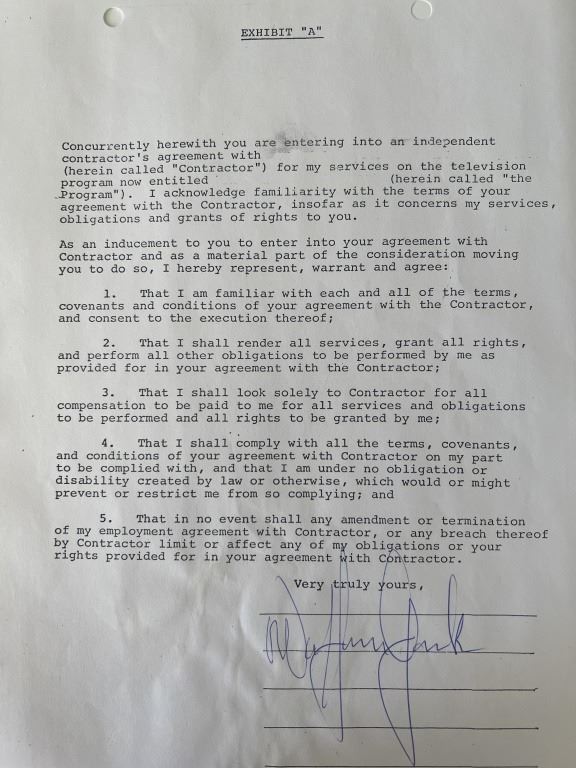 EXHIBIT "A"
Concurrently herewith you are entering into an independent
contractor's agreement with
(herein called "Contractor") for my services on the television
program now entitled (herein called "the
Program"). I acknowledge familiarity with the terms of your
agreement with the Contractor, insofar as it concerns my services,
obligations and grants of rights to you.
As an inducement to you to enter into your agreement with
Contractor and as a material part of the consideration moving
you to do so, I hereby represent, warrant and agree:
1. That I am familiar with each and all of the terms,
covenants and conditions of your agreement with the Contractor,
and consent to the execution thereof;
2. That I shall render all services, grant all rights,
and perform all other obligations to be performed by me as
provided for in your agreement with the Contractor;
3. That I shall look solely to Contractor for all
compensation to be paid to me for all services and obligations
to be performed and all rights to be granted by me;
4. That I shall comply with all the terms, covenants,
and conditions of your agreement with Contractor on my part
to be complied with, and that I am under no obligation or
disability created by law or otherwise, which would or might
prevent or restrict me from so complying; and
5. That in no event shall any amendment or termination
of my employment agreement with Contractor, or any breach thereof
by Contractor limit or affect any of my obligations or your
rights provided for in your agreement with Contractor.
Very truly yours,